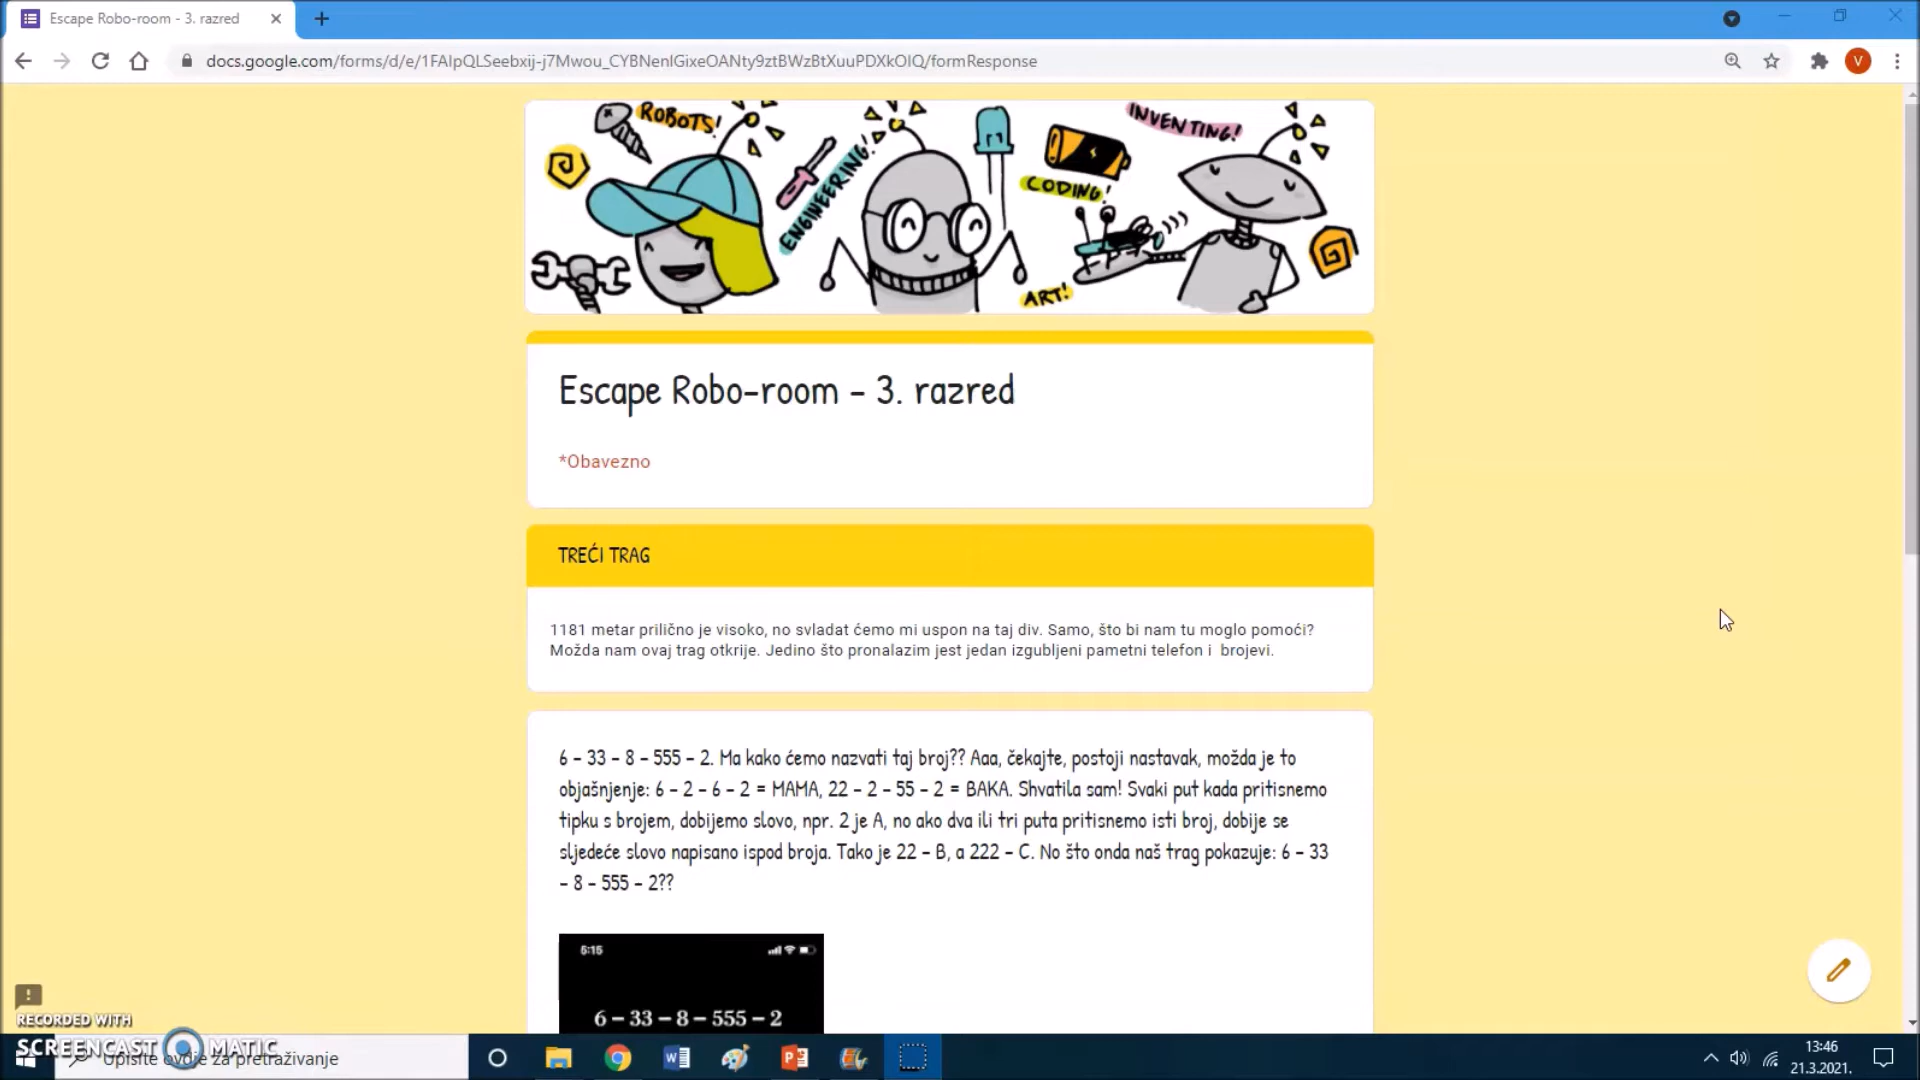 Escape Robo-room - 3. razred
docs.google.com/forms/d/e/1FAIpQLSeebxij-j7Mwou_CYBNenIGixeOANty9ztBWzBtXuuPDXkOIQ/formResponse
V
ROBOTS!
ENGINEERING!
CODING!
INVENTING!
ART!
Escape Robo-room - 3. razred
*Obavezno
TREĆI TRAG
1181 metar prilično je visoko, no svladat ćemo mi uspon na taj div. Samo, što bi nam tu moglo pomoći?
Možda nam ovaj trag otkrije. Jedino što pronalazim jest jedan izgubljeni pametni telefon i brojevi.
6 - 33 - 8 - 555 - 2. Ma kako ćemo nazvati taj broj?? Aaa, čekajte, postoji nastavak, možda je to
objašnjenje: 6 - 2 - 6 - 2 = MAMA, 22 - 2 - 55 - 2 = BAKA. Shvatila sam! Svaki put kada pritisnemo
tipku s brojem, dobijemo slovo, npr. 2 je A, no ako dva ili tri puta pritisnemo isti broj, dobije se
sljedeće slovo napisano ispod broja. Tako je 22 - B, a 222 - C. No što onda naš trag pokazuje: 6 - 33
- 8 - 555 - 2??
5:15
6 – 33 – 8 – 555 – 2
RECORDED WITH
SCREENCAST MATIC
Upišite ovdje za pretraživanje
13:46
21.3.2021.